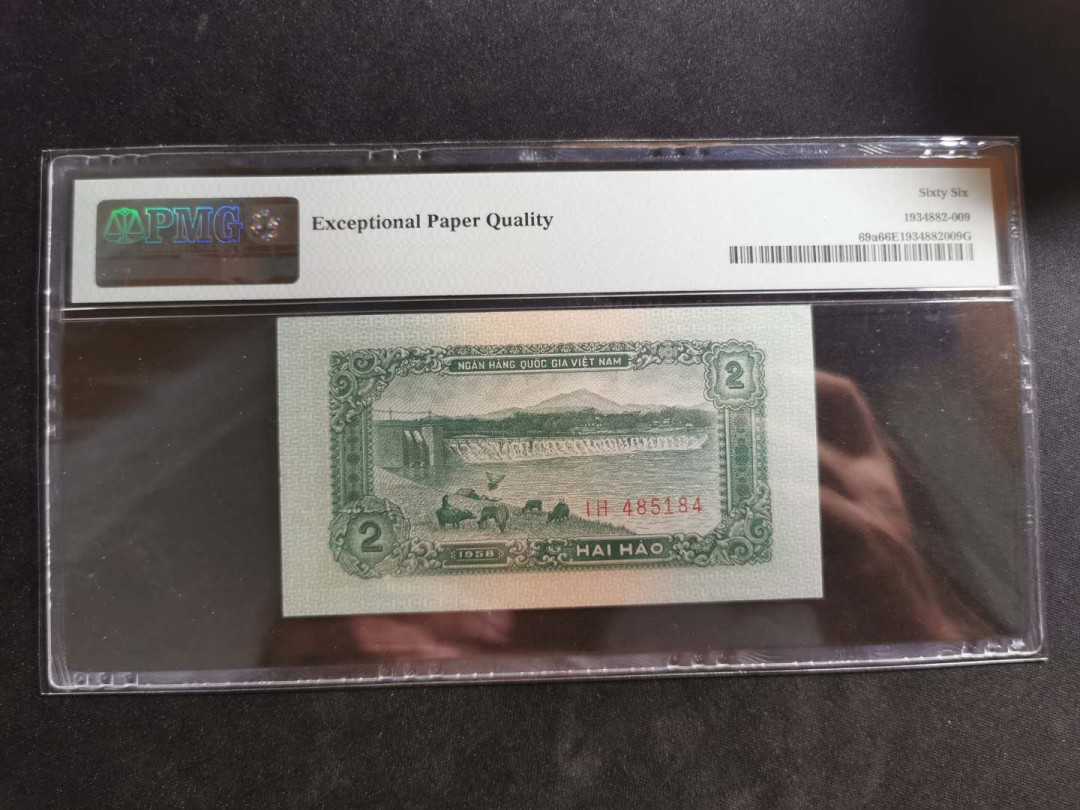 PMG
Exceptional Paper Quality
Sixty Six
1934882-009
69a66E1934882009G
NGÂN HÀNG QUỐC GIA VIỆT NAM
2
IH 485184
2
1958
HAI HÀO